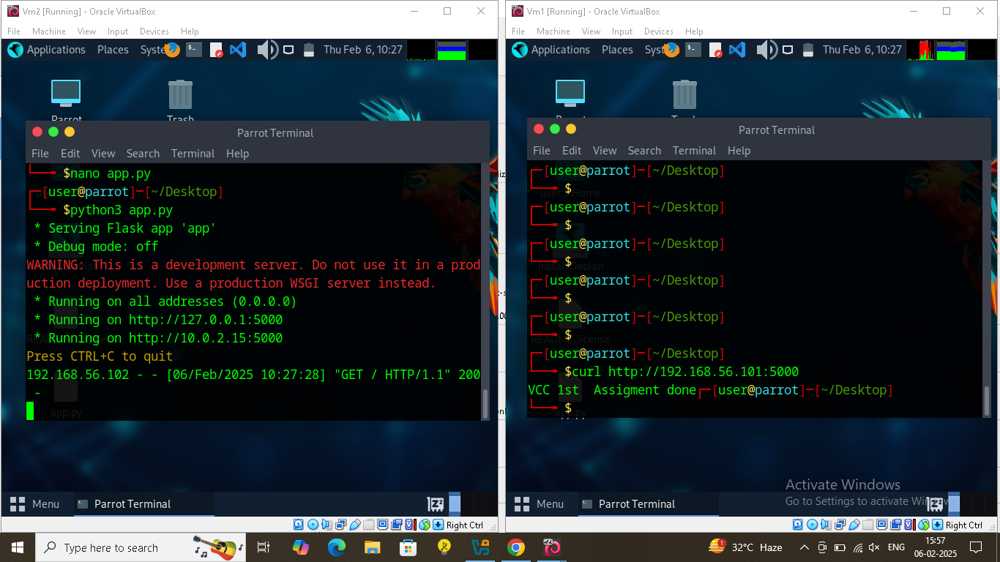 Vm2 [Running] - Oracle VirtualBox
File Machine View Input Devices Help
Applications Places Thu Feb 6, 10:27
Parrot Terminal
File Edit View Search Terminal Help
$nano app.py
[user@parrot]─[~/Desktop]
$python3 app.py
* Serving Flask app 'app'
* Debug mode: off
WARNING: This is a development server. Do not use it in a prod
uction deployment. Use a production WSGI server instead.
* Running on all addresses (0.0.0.0)
* Running on http://127.0.0.1:5000
* Running on http://10.0.2.15:5000
Press CTRL+C to quit
192.168.56.102 - - [06/Feb/2025 10:27:28] "GET / HTTP/1.1" 200
-
app.py
Menu Parrot Terminal
Right Ctrl
Vm1 [Running] - Oracle VirtualBox
File Machine View Input Devices Help
Applications Places Thu Feb 6, 10:27
Parrot Terminal
File Edit View Search Terminal Help
[user@parrot]─[~/Desktop]
$
[user@parrot]─[~/Desktop]
$
[user@parrot]─[~/Desktop]
$
[user@parrot]─[~/Desktop]
$
[user@parrot]─[~/Desktop]
$
[user@parrot]─[~/Desktop]
$curl http://192.168.56.101:5000
VCC 1st  Assigment done┌─[user@parrot]─[~/Desktop]
$
README.license
Activate Windows
Go to Settings to activate Windows.
Menu Parrot Terminal
Right Ctrl
Type here to search
32°C Haze
ENG
15:57
06-02-2025